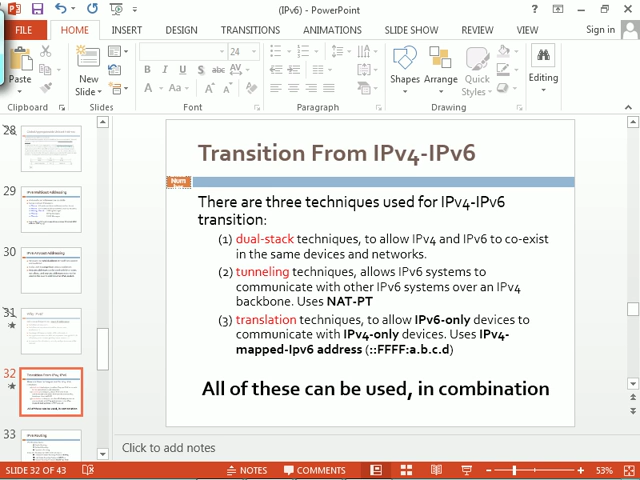 (IPv6) - PowerPoint
FILE HOME INSERT DESIGN TRANSITIONS ANIMATIONS SLIDE SHOW REVIEW VIEW Sign in
24
Paste New Slide Shapes Arrange Quick Styles Editing
Clipboard Slides Font Paragraph Drawing
28
29
30
31
32
33
Transition From IPv4-IPv6
There are three techniques used for IPv4-IPv6
transition:
(1) dual-stack techniques, to allow IPv4 and IPv6 to co-exist
in the same devices and networks.
(2) tunneling techniques, allows IPv6 systems to
communicate with other IPv6 systems over an IPv4
backbone. Uses NAT-PT
(3) translation techniques, to allow IPv6-only devices to
communicate with IPv4-only devices. Uses IPv4-
mapped-Ipv6 address (::FFFF:a.b.c.d)
All of these can be used, in combination
Click to add notes
SLIDE 32 OF 43 NOTES COMMENTS 53%